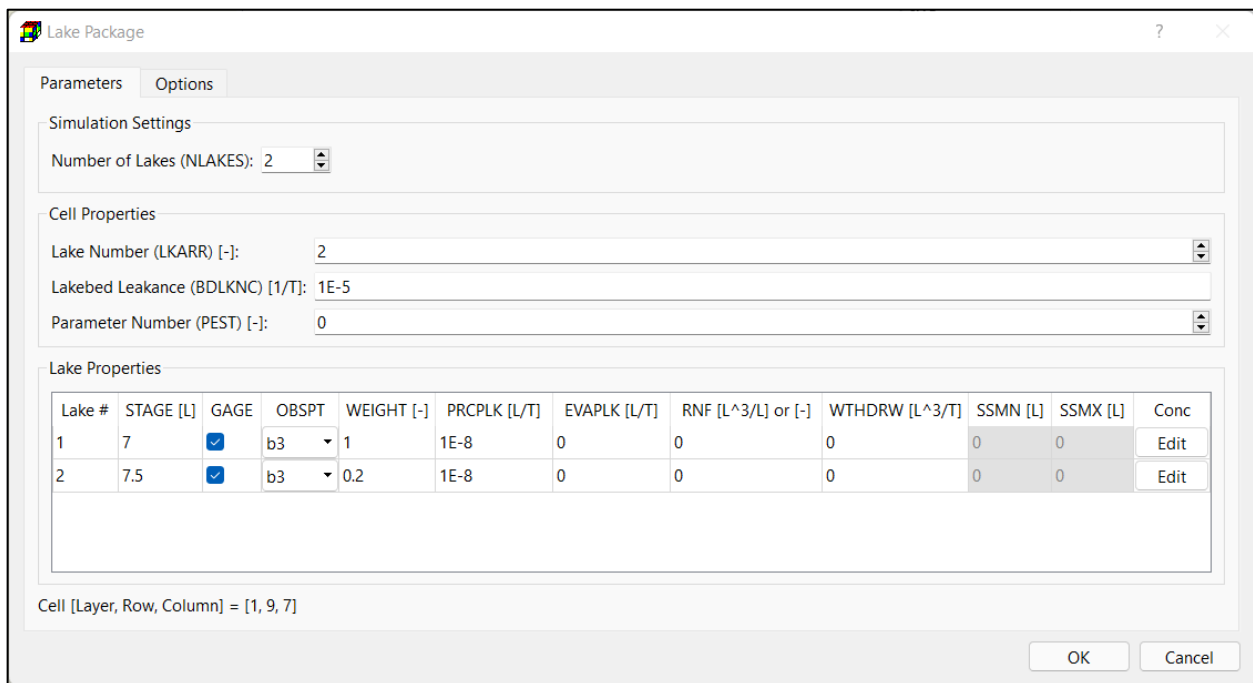 Lake Package ?
Parameters Options
Simulation Settings
Number of Lakes (NLAKES): 2
Cell Properties
Lake Number (LKARR) [-]: 2
Lakebed Leakance (BDLKNC) [1/T]: 1E-5
Parameter Number (PEST) [-]: 0
Lake Properties
Lake # STAGE [L] GAGE OBSPT WEIGHT [-] PRCPLK [L/T] EVAPLK [L/T] RNF [L^3/L] or [-] WTHDRW [L^3/T] SSMN [L] SSMX [L] Conc
1 7 b3 1 1E-8 0 0 0 0 0 Edit
2 7.5 b3 0.2 1E-8 0 0 0 0 0 Edit
Cell [Layer, Row, Column] = [1, 9, 7]
OK Cancel